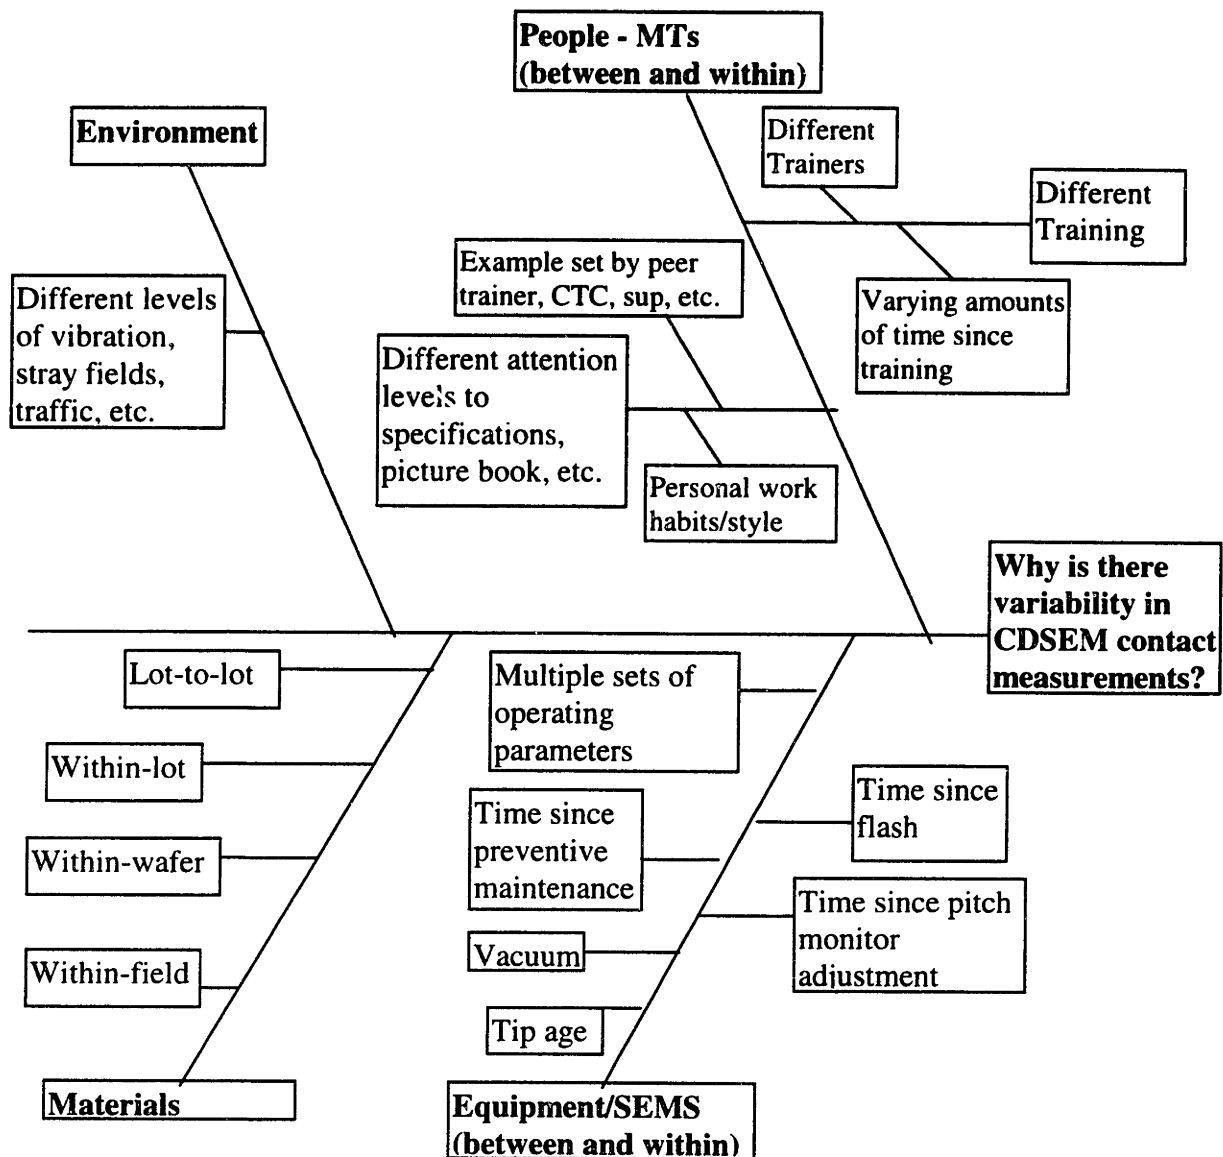 People - MTs
(between and within)
Environment
Different
Trainers
Different
Training
Example set by peer
trainer, CTC, sup, etc.
Different levels
of vibration,
stray fields,
traffic, etc.
Varying amounts
of time since
training
Different attention
levels to
specifications,
picture book, etc.
Personal work
habits/style
Why is there
variability in
CDSEM contact
measurements?
Lot-to-lot
Multiple sets of
operating
parameters
Within-lot
Time since
flash
Time since
preventive
maintenance
Within-wafer
Time since pitch
monitor
adjustment
Vacuum
Within-field
Tip age
Materials
Equipment/SEMS
(between and within)